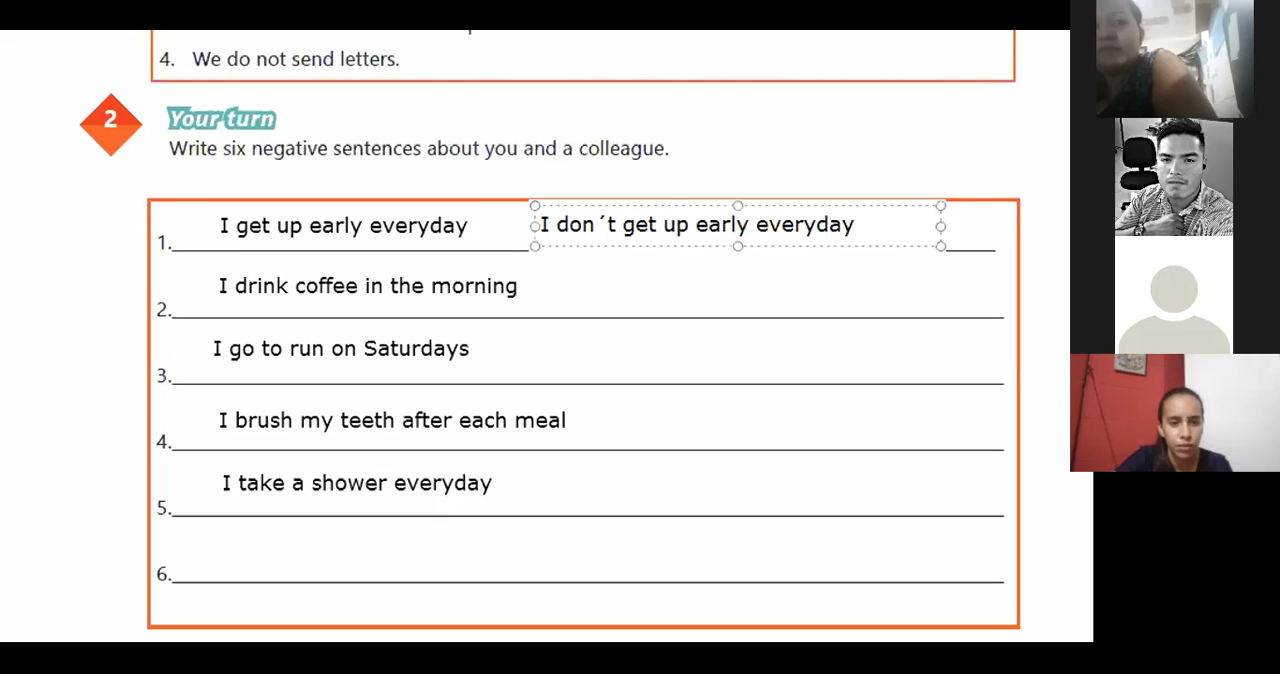 4. We do not send letters.
2 Your turn
Write six negative sentences about you and a colleague.
1. I get up early everyday I don´t get up early everyday
2. I drink coffee in the morning
3. I go to run on Saturdays
4. I brush my teeth after each meal
5. I take a shower everyday
6.